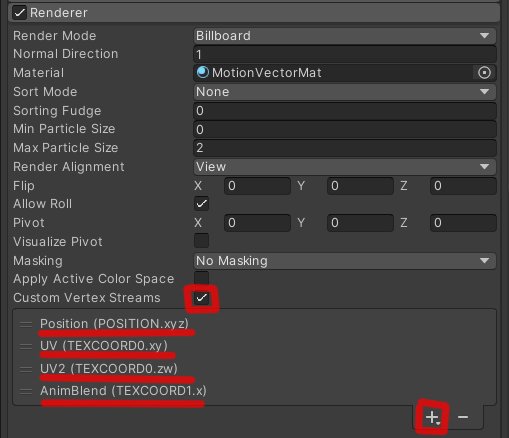 Renderer
Render Mode Billboard
Normal Direction 1
Material MotionVectorMat
Sort Mode None
Sorting Fudge 0
Min Particle Size 0
Max Particle Size 2
Render Alignment View
Flip X 0 Y 0 Z 0
Allow Roll
Pivot X 0 Y 0 Z 0
Visualize Pivot
Masking No Masking
Apply Active Color Space
Custom Vertex Streams
Position (POSITION.xyz)
UV (TEXCOORD0.xy)
UV2 (TEXCOORD0.zw)
AnimBlend (TEXCOORD1.x)